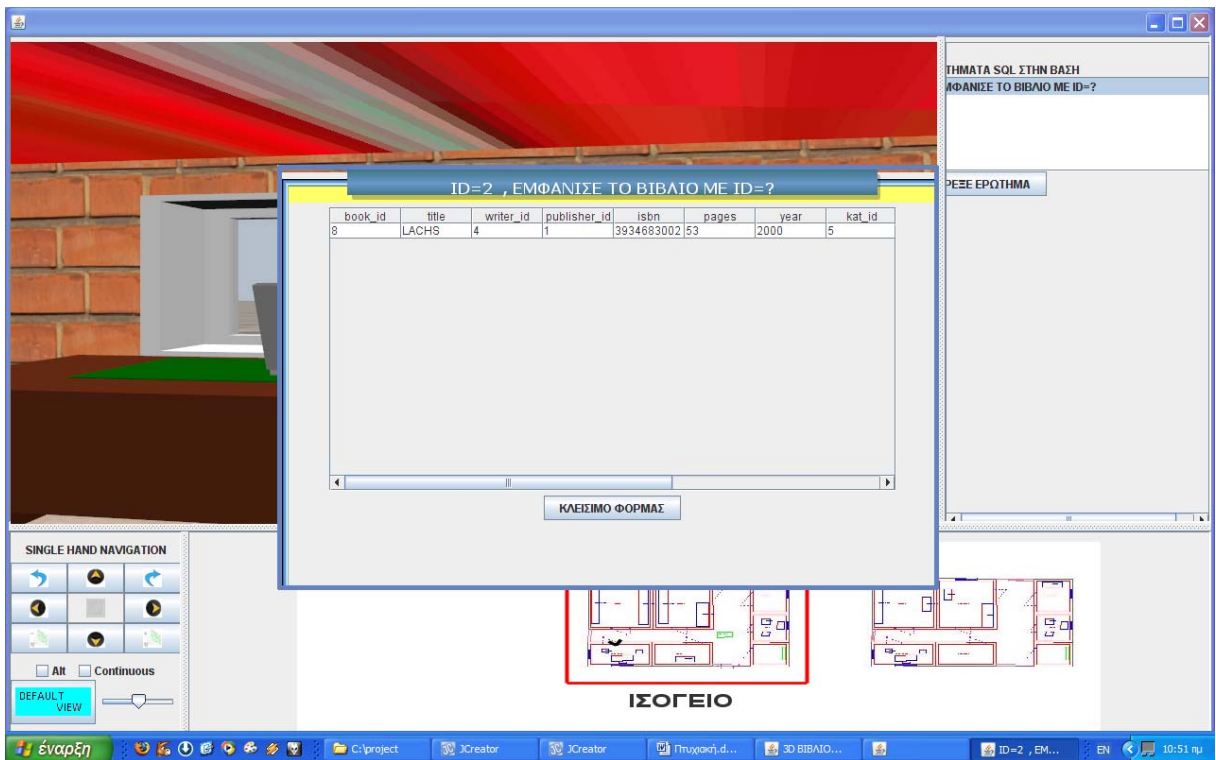 ΤΗΜΑΤΑ SQL ΣΤΗΝ ΒΑΣΗ
ΜΦΑΝΙΣΕ ΤΟ ΒΙΒΛΙΟ ΜΕ ID=?
ΡΕΞΕ ΕΡΩΤΗΜΑ
ID=2 , ΕΜΦΑΝΙΣΕ ΤΟ ΒΙΒΛΙΟ ΜΕ ID=?
book_id title writer_id publisher_id isbn pages year kat_id
8 LACHS 4 1 3934683002 53 2000 5
ΚΛΕΙΣΙΜΟ ΦΟΡΜΑΣ
SINGLE HAND NAVIGATION
Alt Continuous
DEFAULT
VIEW
ΙΣΟΓΕΙΟ
έναρξη C:\project JCreator JCreator Πτυχιακή.d... 3D ΒΙΒΛΙΟ... ID=2 , ΕΜ... EN 10:51 πμ